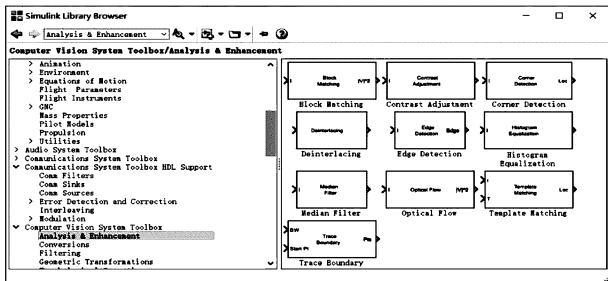 Simulink Library Browser
Analysis & Enhancement
Computer Vision System Toolbox/Analysis & Enhancement
> Animation
> Environment
> Equations of Motion
Flight Parameters
Flight Instruments
> GNC
Mass Properties
Pilot Models
Propulsion
> Utilities
> Audio System Toolbox
> Communications System Toolbox
Communications System Toolbox HDL Support
Comm Filters
Comm Sinks
Comm Sources
> Error Detection and Correction
Interleaving
> Modulation
Computer Vision System Toolbox
Analysis & Enhancement
Conversions
Filtering
Geometric Transformations
I Block Matching |V|^2
Block Matching
I Contrast Adjustment
Contrast Adjustment
I Corner Detection Loc
Corner Detection
Deinterlacing
Deinterlacing
I Edge Detection Edge
Edge Detection
I Histogram Equalization
Histogram
Equalization
I Median Filter
Median Filter
I Optical Flow |V|^2
Optical Flow
I T Template Matching Loc
Template Matching
BW Start Pt Trace Boundary Pts
Trace Boundary